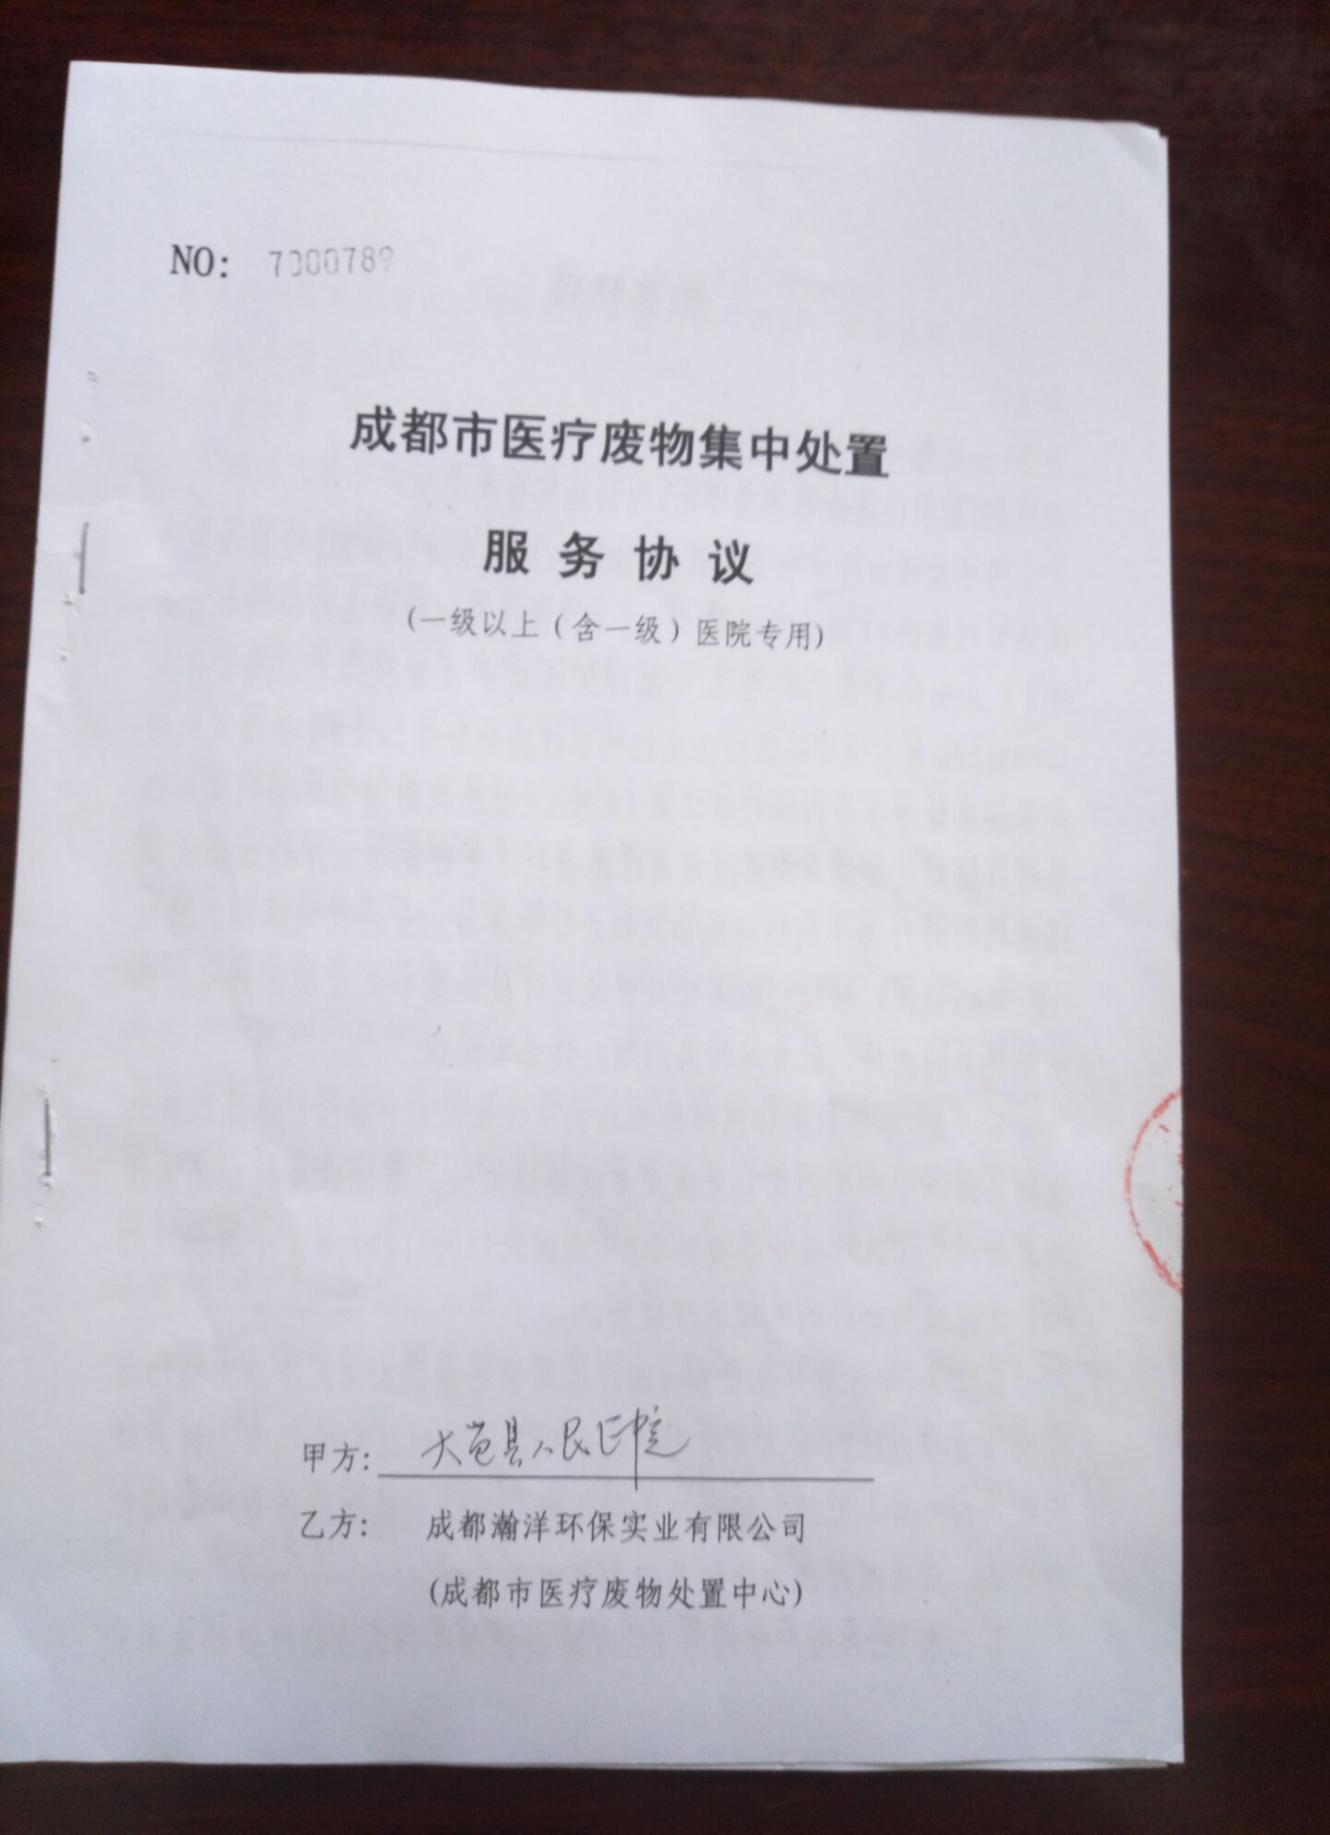 NO: 7000789
成都市医疗废物集中处置
服务协议
(一级以上(含一级)医院专用)
甲方: 大邑县人民医院
乙方: 成都瀚洋环保实业有限公司
(成都市医疗废物处置中心)